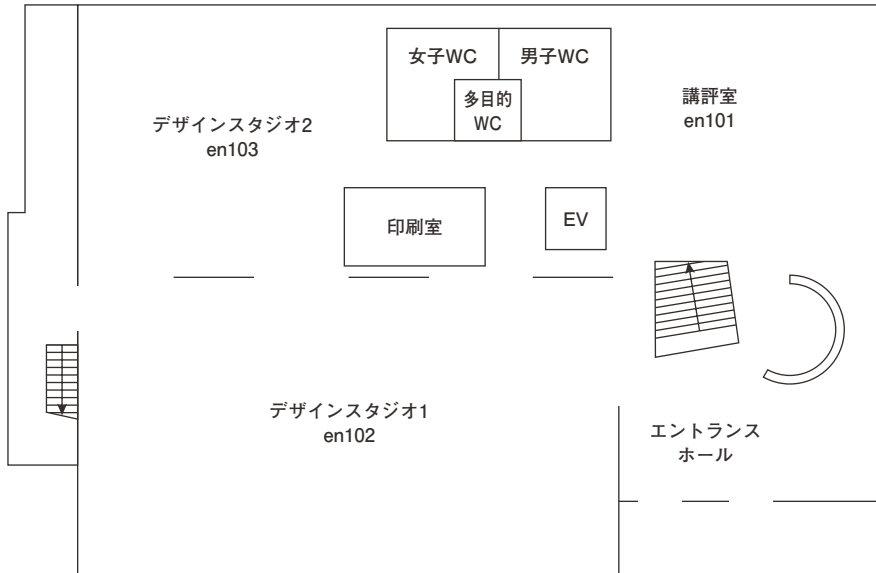 女子WC
男子WC
多目的
WC
講評室
en101
デザインスタジオ2
en103
印刷室
EV
デザインスタジオ1
en102
エントランス
ホール